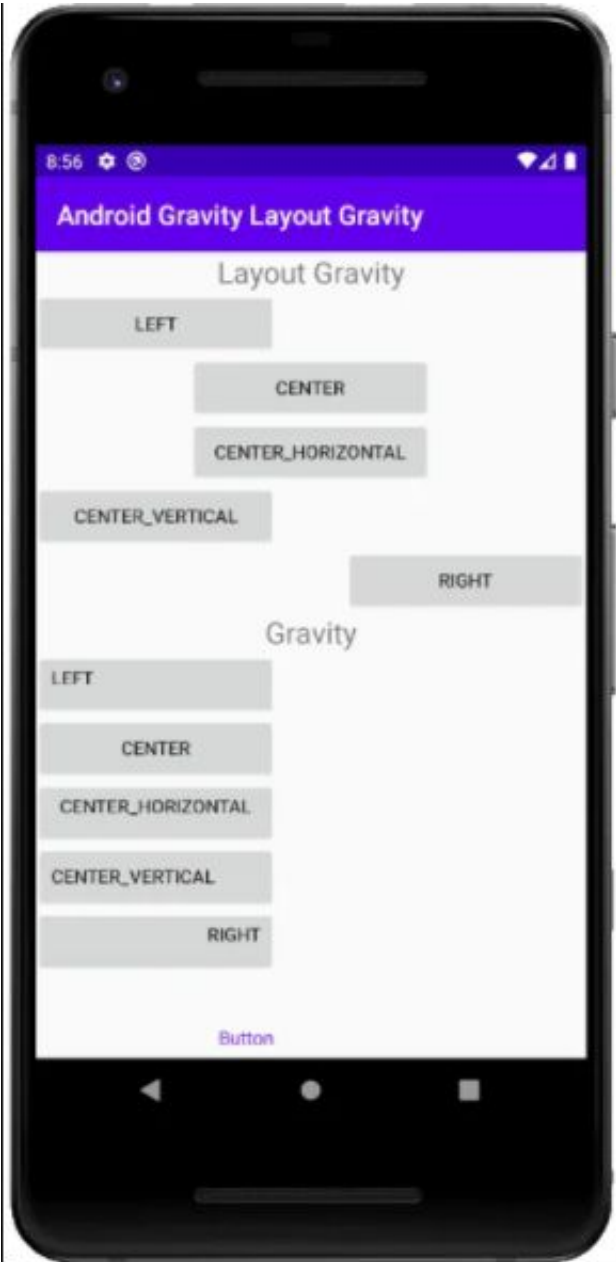 8:56
Android Gravity Layout Gravity
Layout Gravity
LEFT
CENTER
CENTER_HORIZONTAL
CENTER_VERTICAL
RIGHT
Gravity
LEFT
CENTER
CENTER_HORIZONTAL
CENTER_VERTICAL
RIGHT
Button